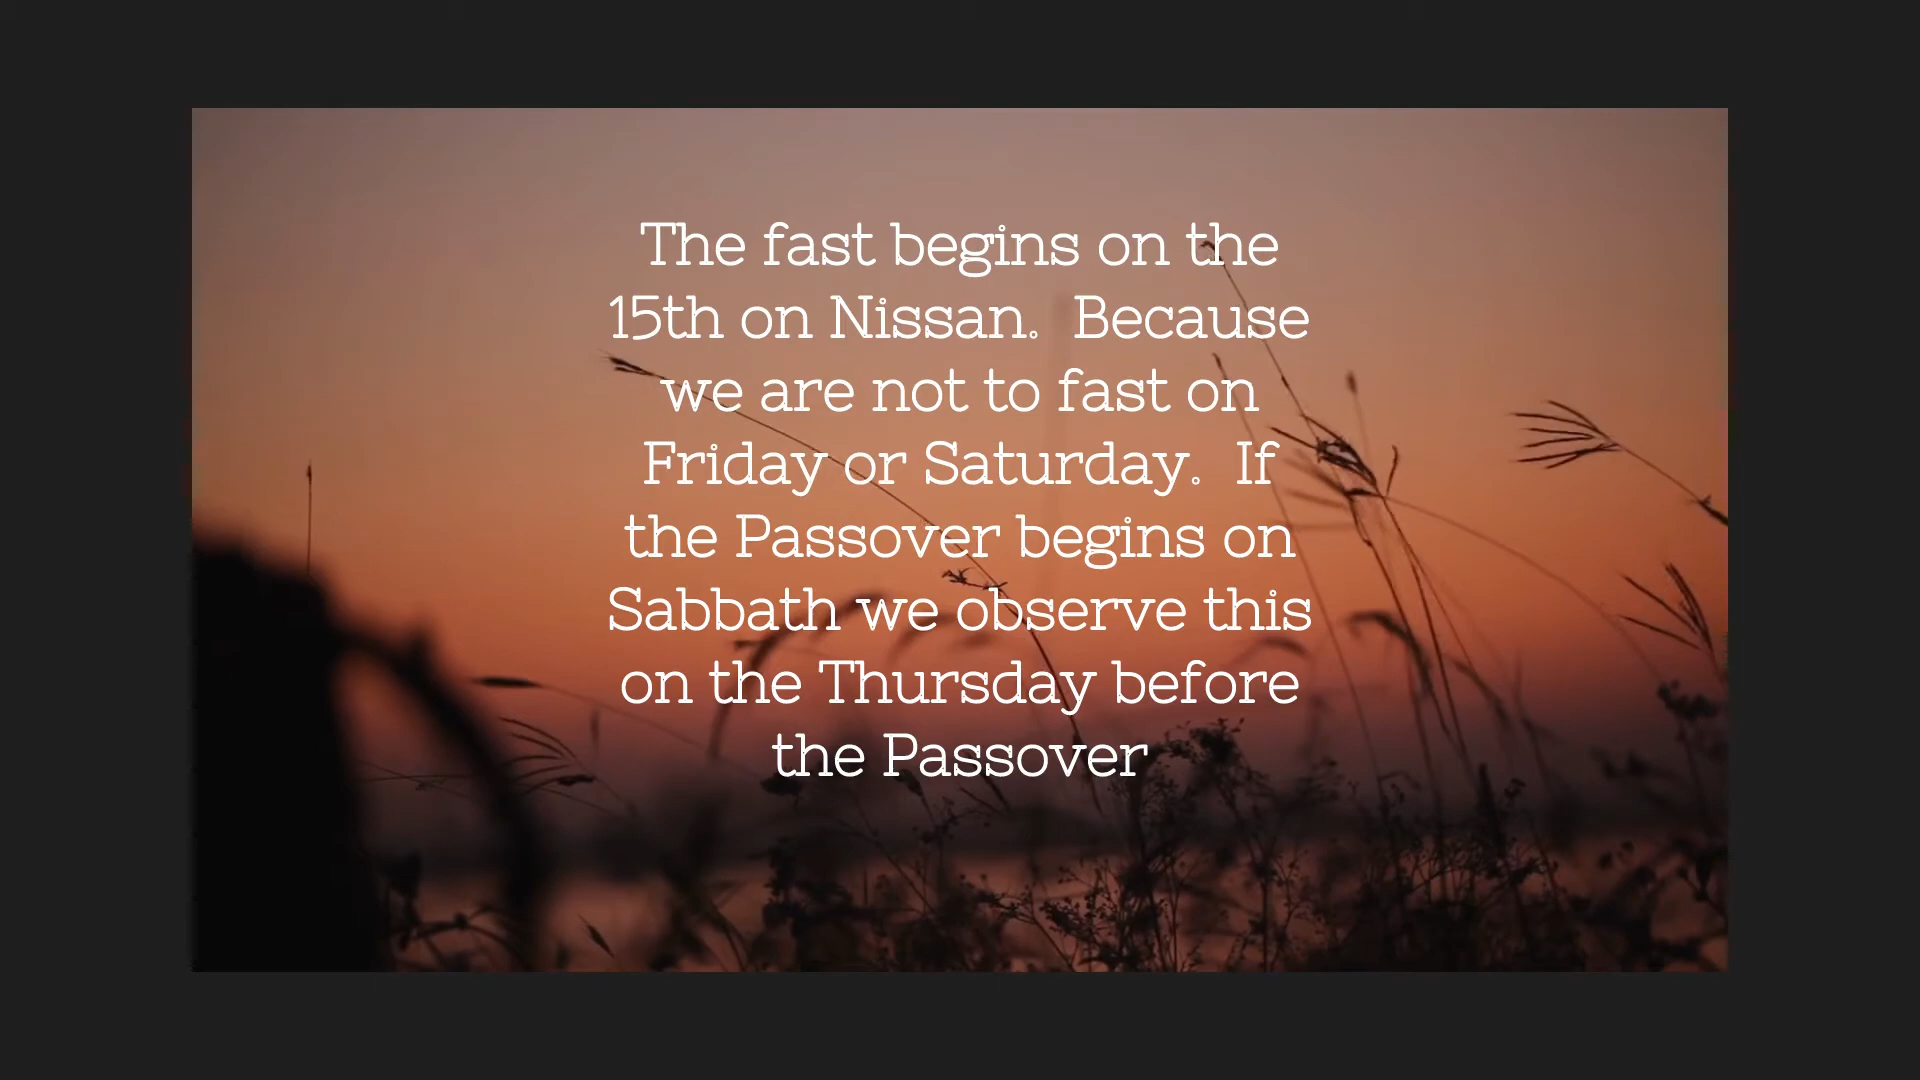 The fast begins on the
15th on Nissan.  Because
we are not to fast on
Friday or Saturday.  If
the Passover begins on
Sabbath we observe this
on the Thursday before
the Passover